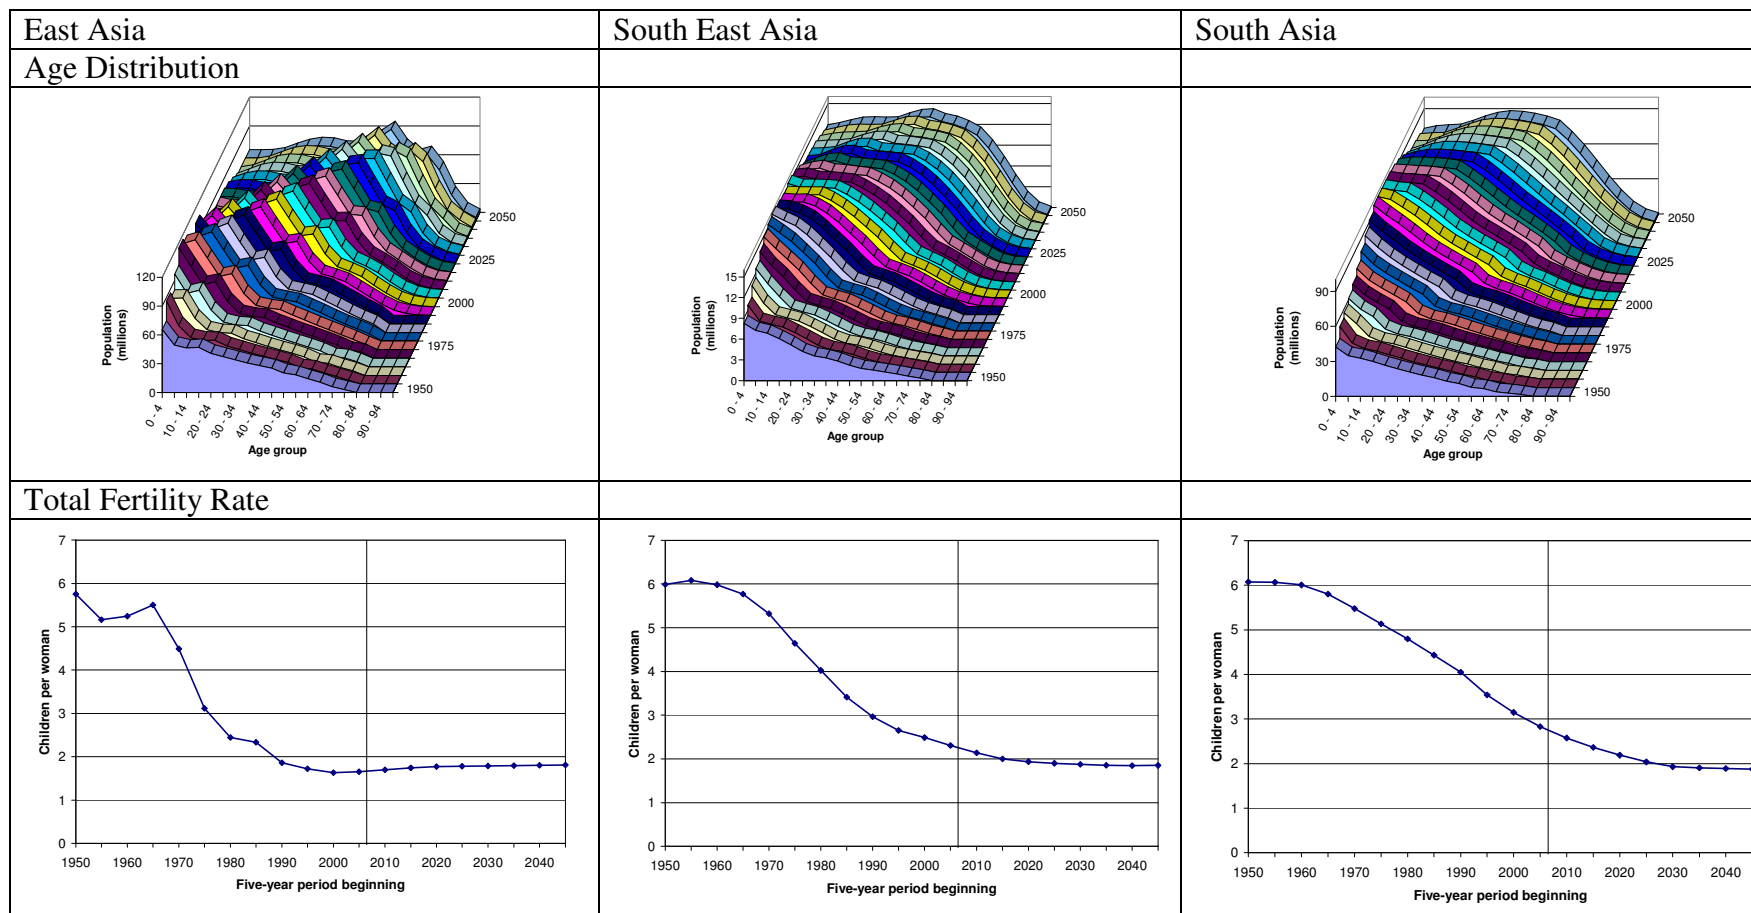 East Asia
South East Asia
South Asia
Age Distribution
120
90
60
30
0
Population
(millions)
0 - 4
10 - 14
20 - 24
30 - 34
40 - 44
50 - 54
60 - 64
70 - 74
80 - 84
90 - 94
Age group
1950
1975
2000
2025
2050
15
12
9
6
3
0
Population
(millions)
0 - 4
10 - 14
20 - 24
30 - 34
40 - 44
50 - 54
60 - 64
70 - 74
80 - 84
90 - 94
Age group
1950
1975
2000
2025
2050
90
60
30
0
Population
(millions)
0 - 4
10 - 14
20 - 24
30 - 34
40 - 44
50 - 54
60 - 64
70 - 74
80 - 84
90 - 94
Age group
1950
1975
2000
2025
2050
Total Fertility Rate
7
6
5
4
3
2
1
0
Children per woman
1950 1960 1970 1980 1990 2000 2010 2020 2030 2040
Five-year period beginning
7
6
5
4
3
2
1
0
Children per woman
1950 1960 1970 1980 1990 2000 2010 2020 2030 2040
Five-year period beginning
7
6
5
4
3
2
1
0
Children per woman
1950 1960 1970 1980 1990 2000 2010 2020 2030 2040
Five-year period beginning